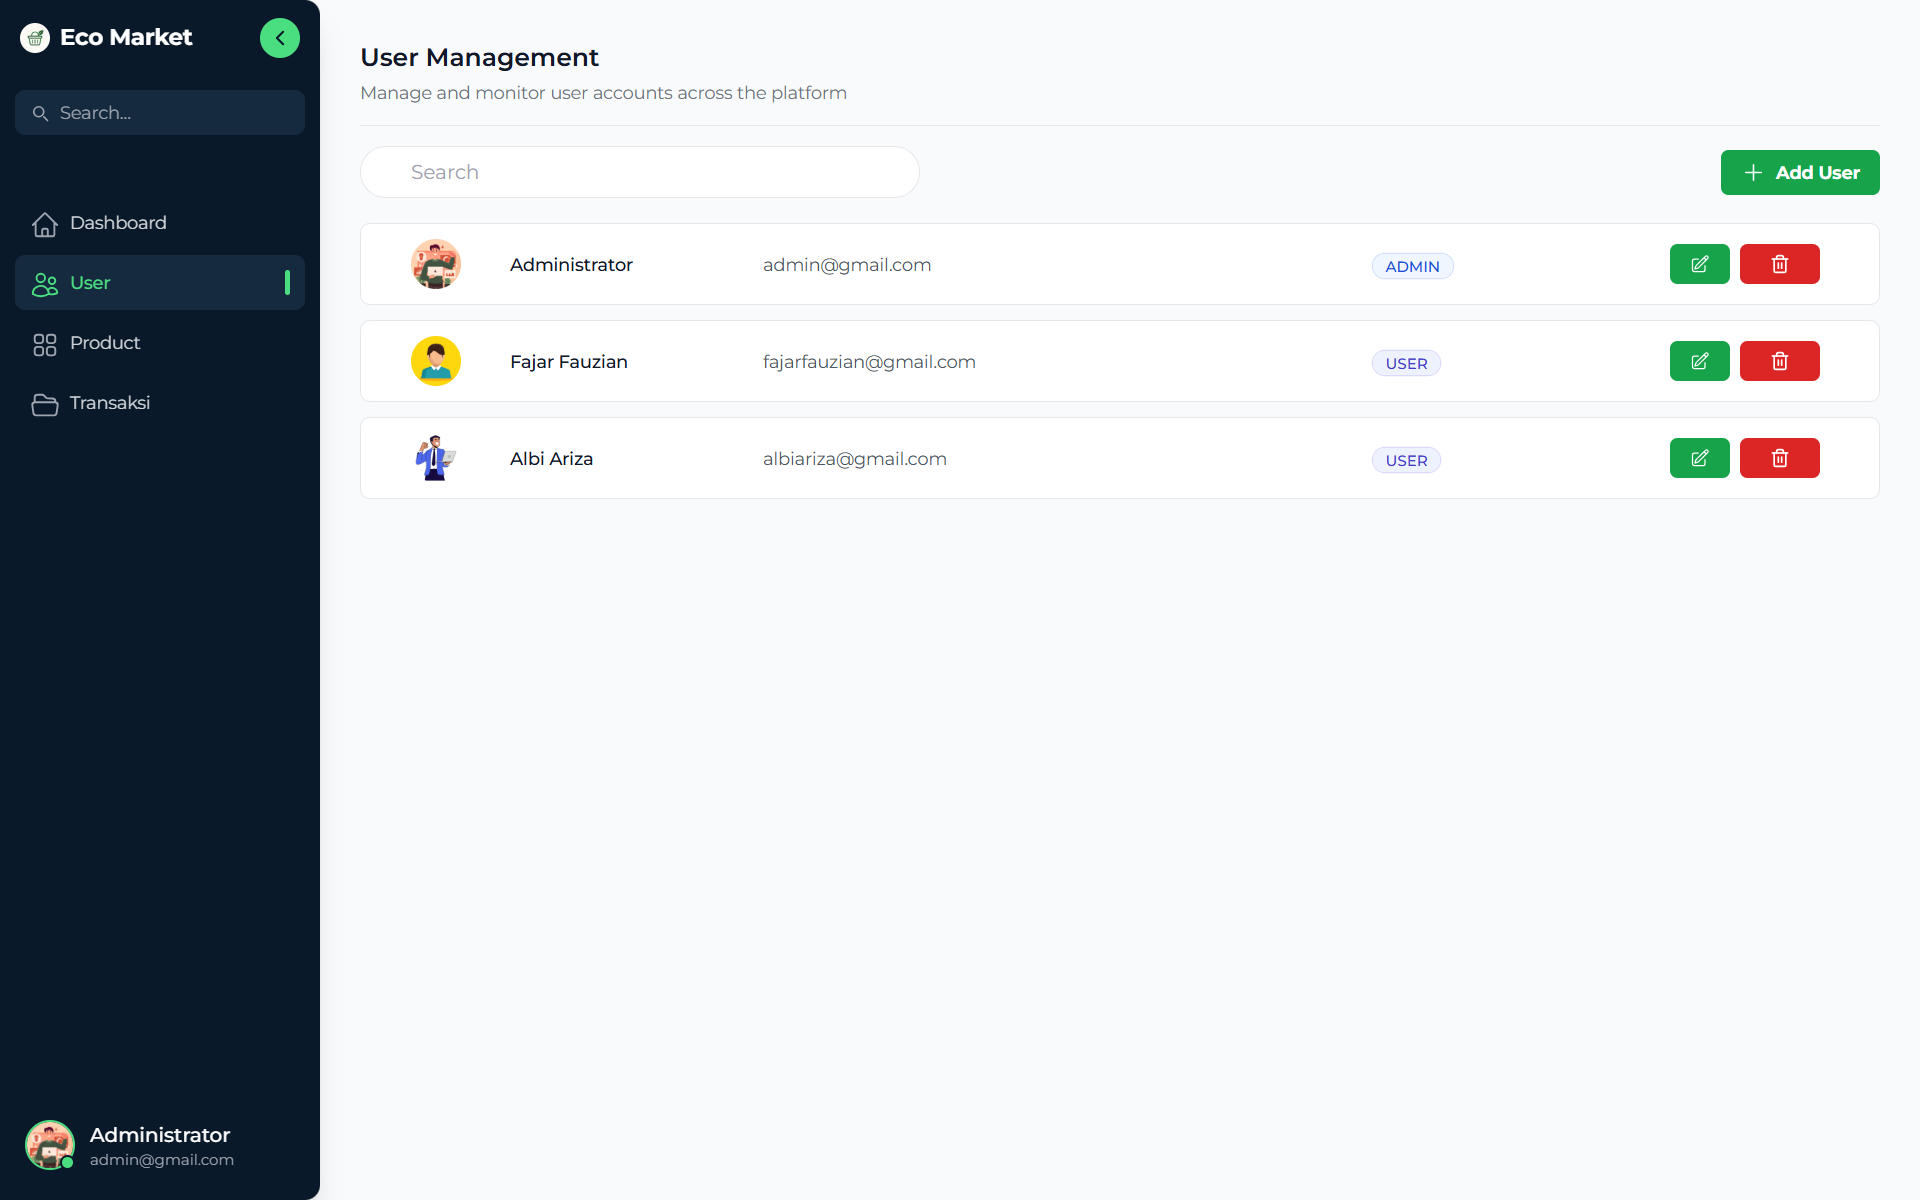 Eco Market
Search...
Dashboard
User
Product
Transaksi
Administrator
admin@gmail.com
User Management
Manage and monitor user accounts across the platform
Search
Add User
Administrator admin@gmail.com ADMIN
Fajar Fauzian fajarfauzian@gmail.com USER
Albi Ariza albiariza@gmail.com USER